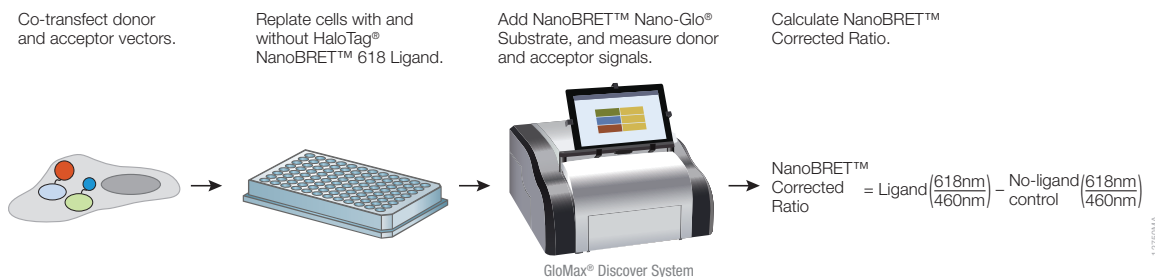 Co-transfect donor
and acceptor vectors.
Replate cells with and
without HaloTag®
NanoBRET™ 618 Ligand.
Add NanoBRET™ Nano-Glo®
Substrate, and measure donor
and acceptor signals.
Calculate NanoBRET™
Corrected Ratio.
NanoBRET™
Corrected
Ratio
= Ligand(618nm/460nm) – No-ligand control (618nm/460nm)
GloMax® Discover System